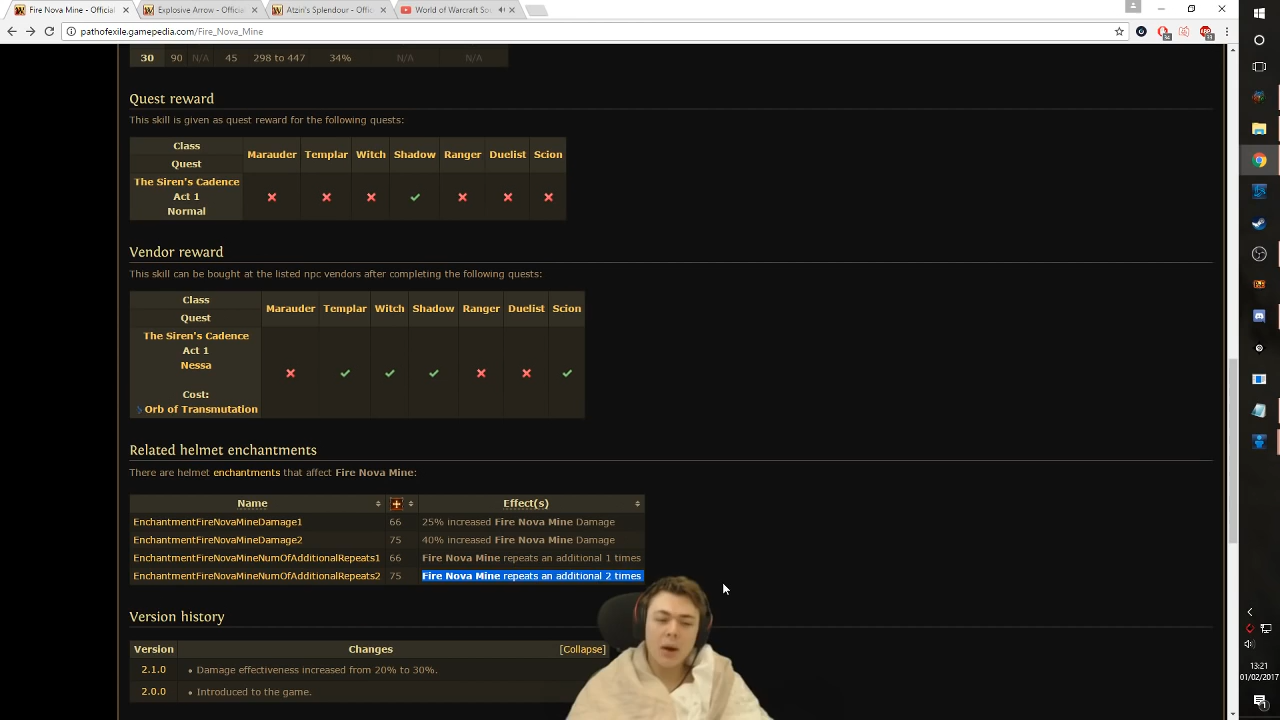 Fire Nova Mine - Official
Explosive Arrow - Officia
Atziri's Splendour - Officia
World of Warcraft Sou
pathofexile.gamepedia.com/Fire_Nova_Mine
30 90 N/A 45 298 to 447 34% N/A N/A
Quest reward
This skill is given as quest reward for the following quests:
Class
Quest
Marauder Templar Witch Shadow Ranger Duelist Scion
The Siren's Cadence
Act 1
Normal
Vendor reward
This skill can be bought at the listed npc vendors after completing the following quests:
Class
Quest
Marauder Templar Witch Shadow Ranger Duelist Scion
The Siren's Cadence
Act 1
Nessa
Cost:
Orb of Transmutation
Related helmet enchantments
There are helmet enchantments that affect Fire Nova Mine:
Name Effect(s)
EnchantmentFireNovaMineDamage1 66 25% increased Fire Nova Mine Damage
EnchantmentFireNovaMineDamage2 75 40% increased Fire Nova Mine Damage
EnchantmentFireNovaMineNumOfAdditionalRepeats1 66 Fire Nova Mine repeats an additional 1 times
EnchantmentFireNovaMineNumOfAdditionalRepeats2 75 Fire Nova Mine repeats an additional 2 times
Version history
Version Changes [Collapse]
2.1.0 • Damage effectiveness increased from 20% to 30%.
2.0.0 • Introduced to the game.
13:21
01/02/2017